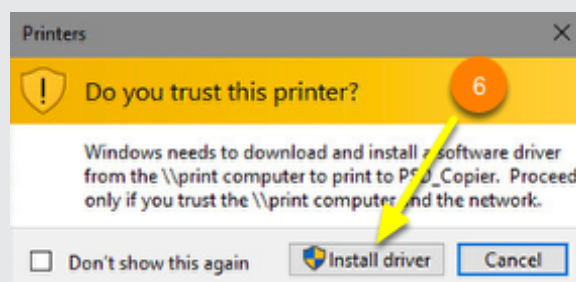 Printers
Do you trust this printer?
6
Windows needs to download and install a software driver
from the \\print computer to print to PSD_Copier. Proceed
only if you trust the \\print computer and the network.
Don't show this again
Install driver
Cancel